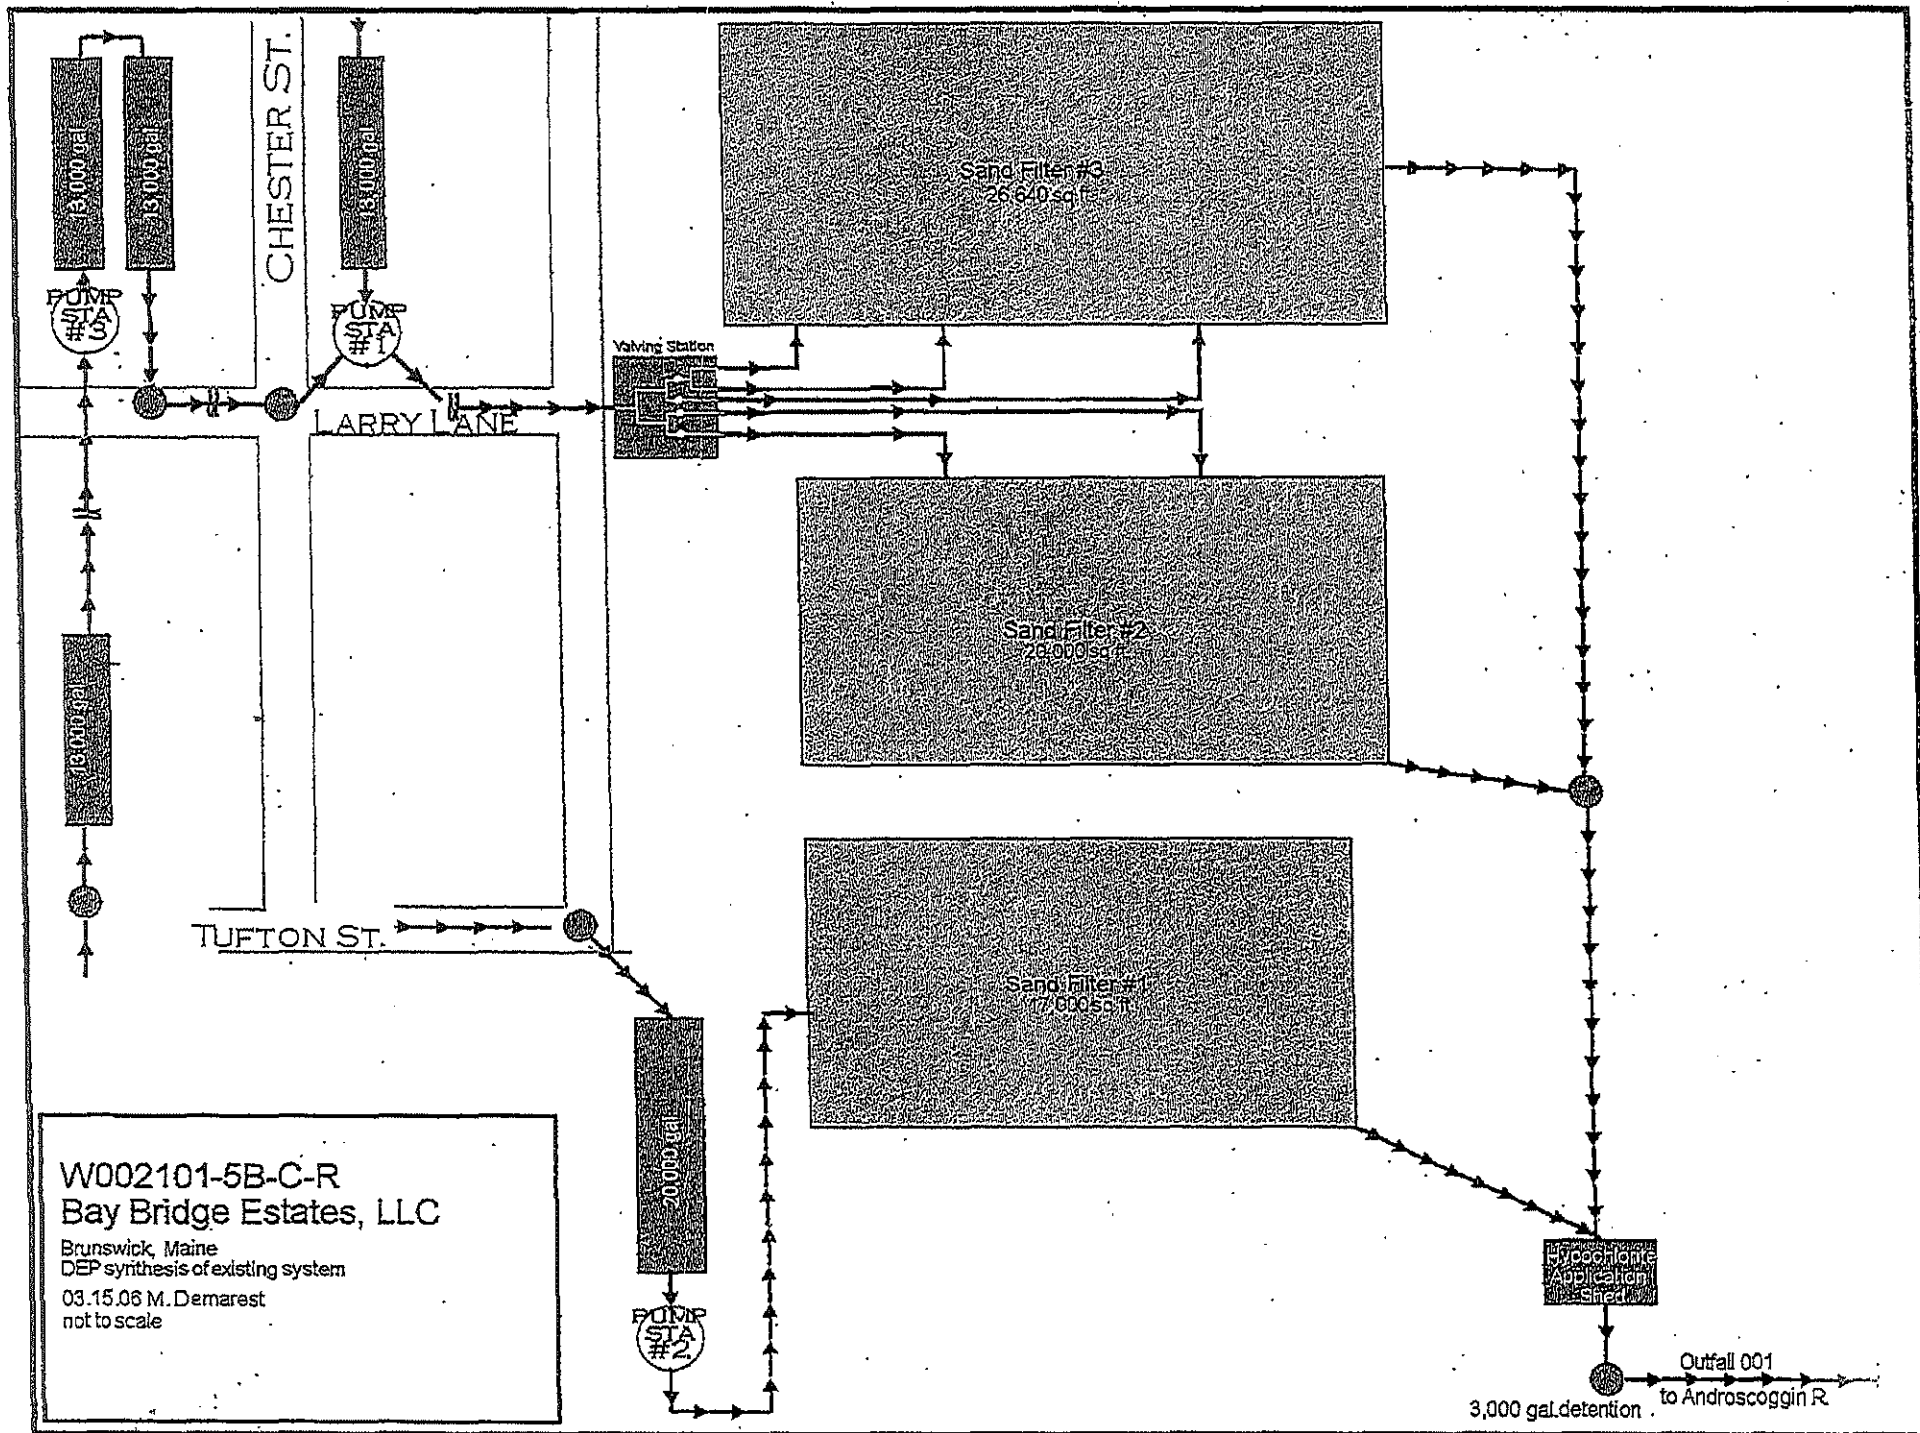 CHESTER ST.
13 000 gal
13 000 gal
13 000 gal
PUMP
STA
#3
PUMP
STA
#1
Valving Station
LARRY LANE
Sand Filter #3
26,640 sq ft
Sand Filter #2
20,000 sq ft.
13 000 gal
TUFTON ST.
Sand Filter #1
17,000 sq ft
20 000 gal
PUMP
STA
#2
W002101-5B-C-R
Bay Bridge Estates, LLC
Brunswick, Maine
DEP synthesis of existing system
03.15.06 M. Demarest
not to scale
Hypochlorite
Application
Shed
Outfall 001
to Androscoggin R.
3,000 gal.detention